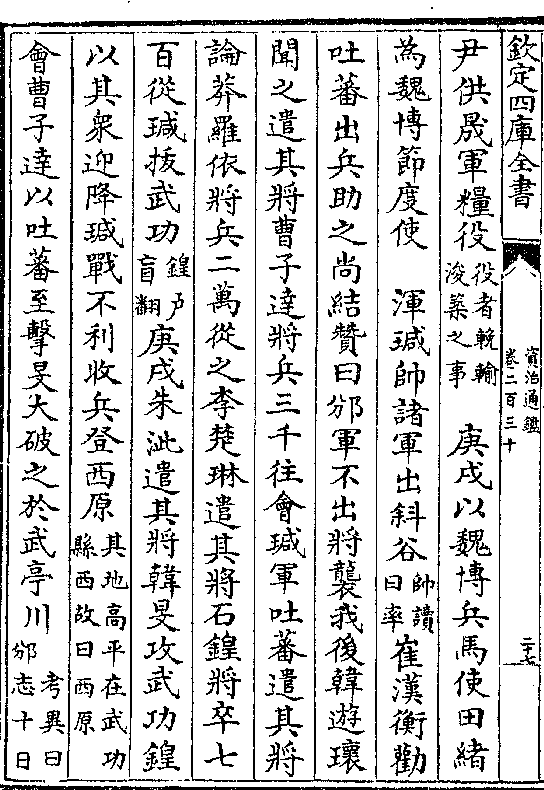 欽定四庫全書
資治通鑑
卷二百三十
二十七
尹供晟軍糧役役者輓輸浚築之事 庚戌以魏博兵馬使田緒
為魏博節度使 渾瑊帥諸軍出斜谷帥讀曰率崔漢衡勸
吐蕃出兵助之尚結贊曰邠軍不出將襲我後韓遊瓌
聞之遣其將曹子達將兵三千往會瑊軍吐蕃遣其將
論莽羅依將兵二萬從之李楚琳遣其將石鍠將卒七
百從瑊拔武功鍠戶盲翻庚戌朱泚遣其將韓旻攻武功鍠
以其衆迎降瑊戰不利收兵登西原其地高平在武功縣西故曰西原
會曹子達以吐蕃至擊旻大破之於武亭川考異曰邠志十日